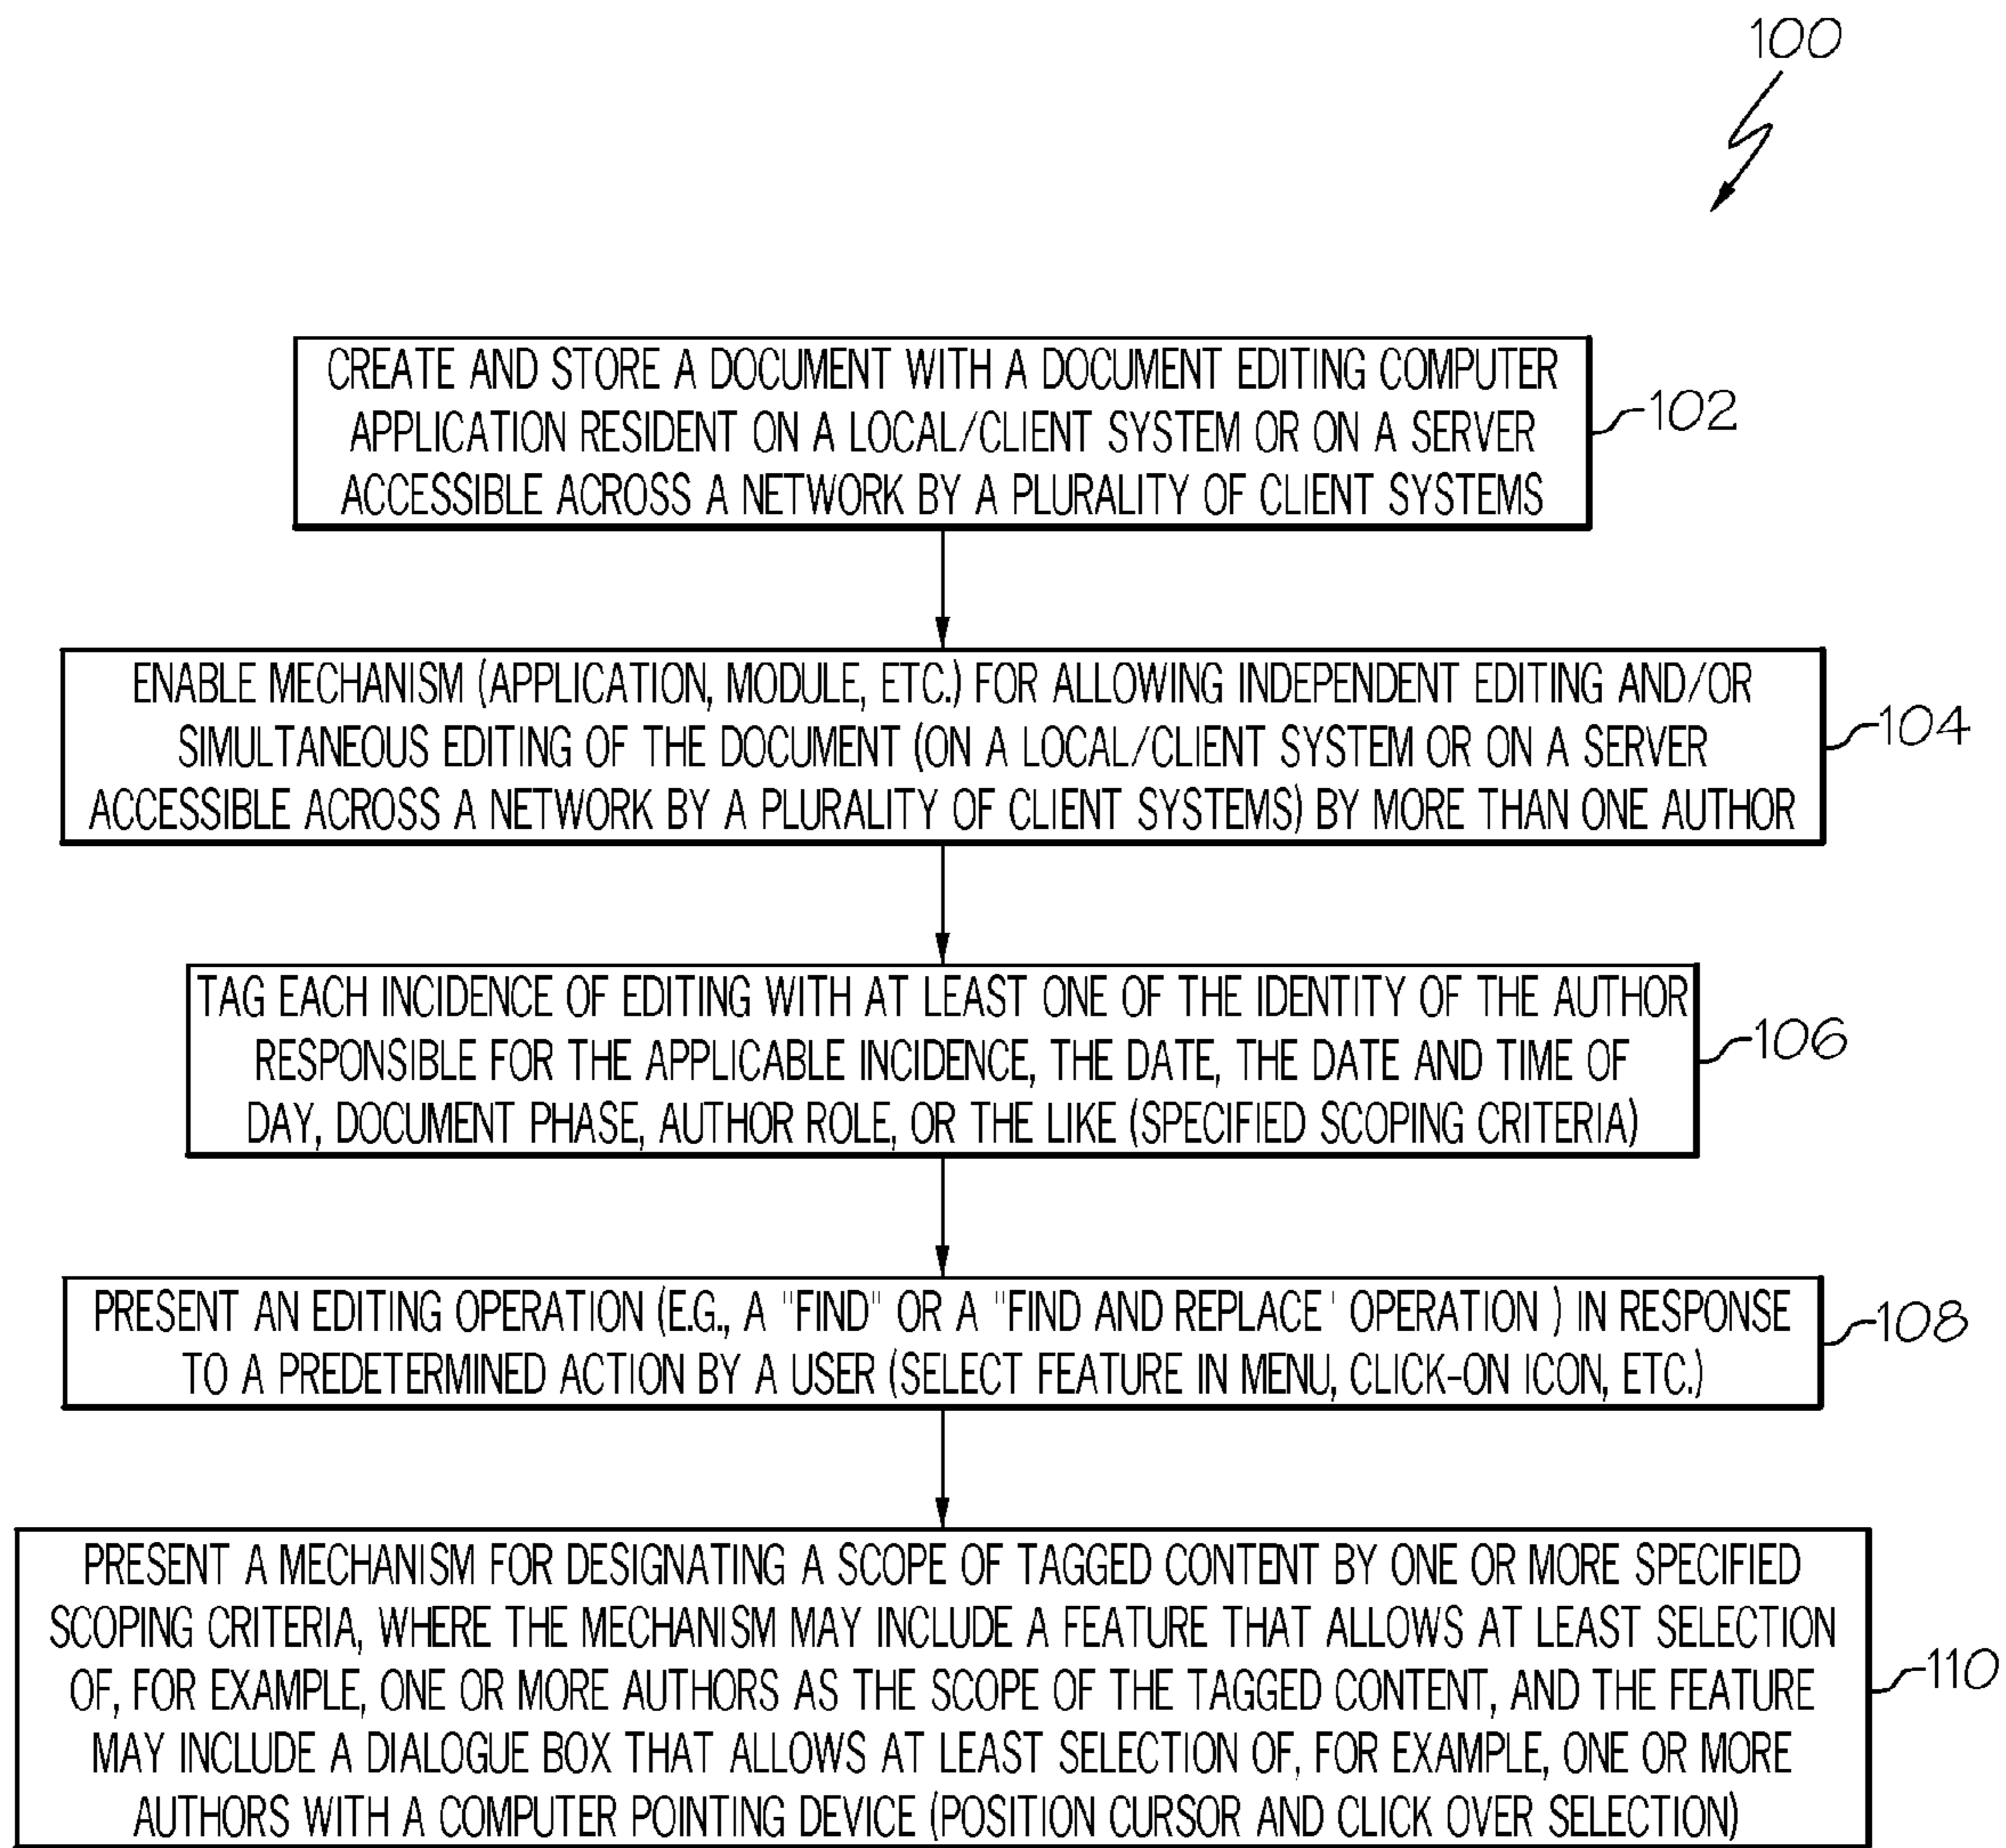 100
CREATE AND STORE A DOCUMENT WITH A DOCUMENT EDITING COMPUTER
APPLICATION RESIDENT ON A LOCAL/CLIENT SYSTEM OR ON A SERVER
ACCESSIBLE ACROSS A NETWORK BY A PLURALITY OF CLIENT SYSTEMS
102
ENABLE MECHANISM (APPLICATION, MODULE, ETC.) FOR ALLOWING INDEPENDENT EDITING AND/OR
SIMULTANEOUS EDITING OF THE DOCUMENT (ON A LOCAL/CLIENT SYSTEM OR ON A SERVER
ACCESSIBLE ACROSS A NETWORK BY A PLURALITY OF CLIENT SYSTEMS) BY MORE THAN ONE AUTHOR
104
TAG EACH INCIDENCE OF EDITING WITH AT LEAST ONE OF THE IDENTITY OF THE AUTHOR
RESPONSIBLE FOR THE APPLICABLE INCIDENCE, THE DATE, THE DATE AND TIME OF
DAY, DOCUMENT PHASE, AUTHOR ROLE, OR THE LIKE (SPECIFIED SCOPING CRITERIA)
106
PRESENT AN EDITING OPERATION (E.G., A "FIND" OR A "FIND AND REPLACE' OPERATION ) IN RESPONSE
TO A PREDETERMINED ACTION BY A USER (SELECT FEATURE IN MENU, CLICK-ON ICON, ETC.)
108
PRESENT A MECHANISM FOR DESIGNATING A SCOPE OF TAGGED CONTENT BY ONE OR MORE SPECIFIED
SCOPING CRITERIA, WHERE THE MECHANISM MAY INCLUDE A FEATURE THAT ALLOWS AT LEAST SELECTION
OF, FOR EXAMPLE, ONE OR MORE AUTHORS AS THE SCOPE OF THE TAGGED CONTENT, AND THE FEATURE
MAY INCLUDE A DIALOGUE BOX THAT ALLOWS AT LEAST SELECTION OF, FOR EXAMPLE, ONE OR MORE
AUTHORS WITH A COMPUTER POINTING DEVICE (POSITION CURSOR AND CLICK OVER SELECTION)
110